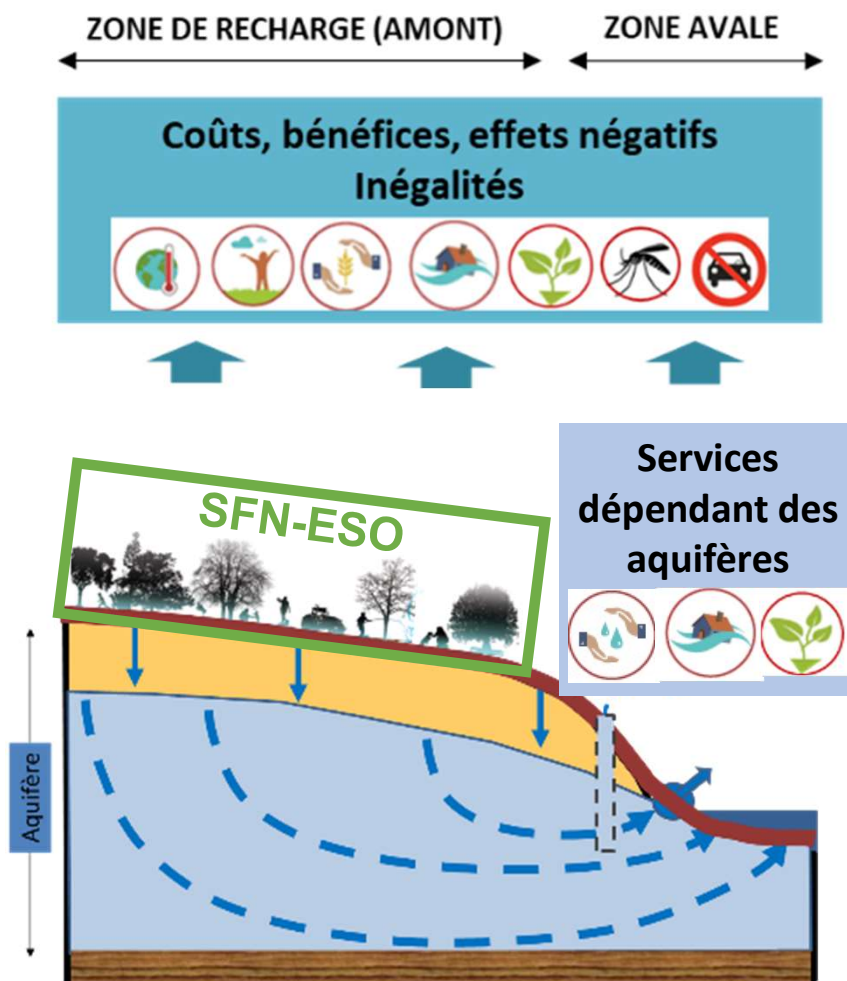 ZONE DE RECHARGE (AMONT)
ZONE AVALE
Coûts, bénéfices, effets négatifs
Inégalités
SFN-ESO
Services
dépendant des
aquifères
Aquifère